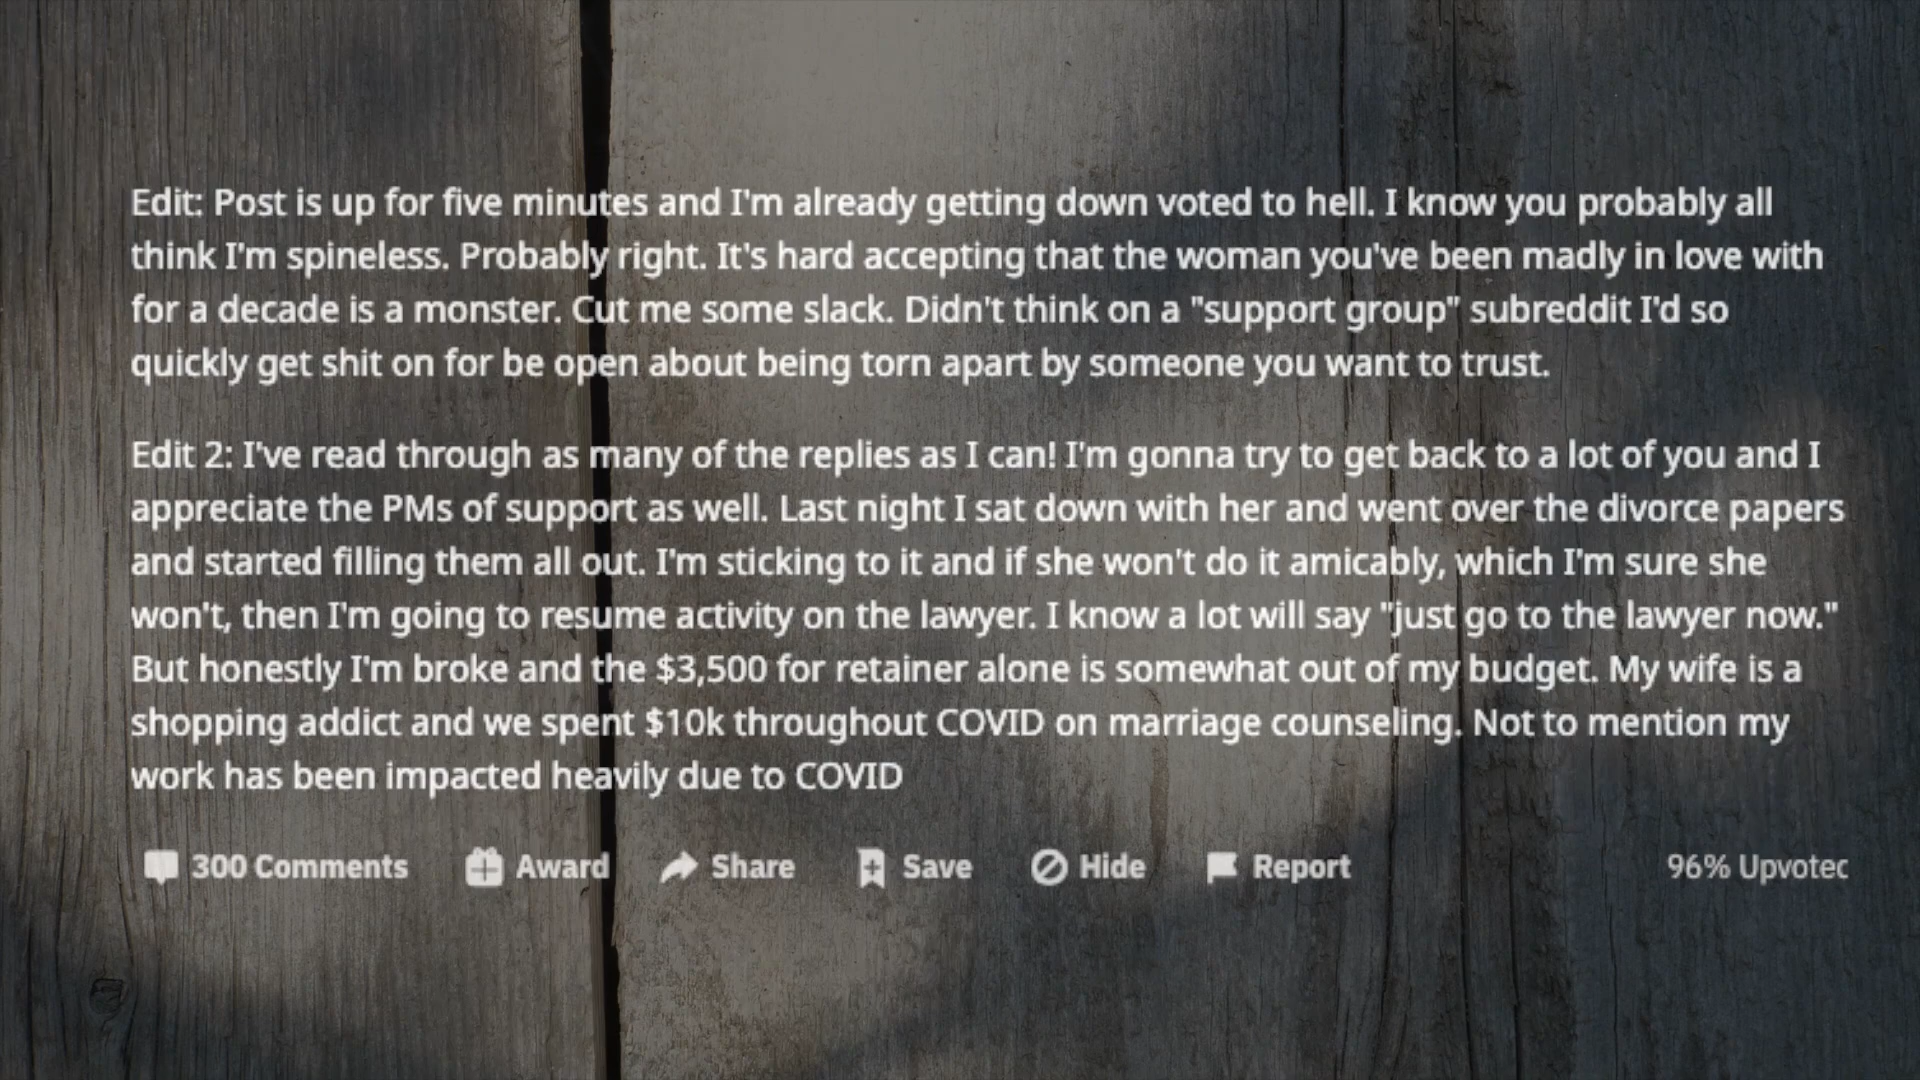 Edit: Post is up for five minutes and I'm already getting down voted to hell. I know you probably all
think I'm spineless. Probably right. It's hard accepting that the woman you've been madly in love with
for a decade is a monster. Cut me some slack. Didn't think on a "support group" subreddit I'd so
quickly get shit on for be open about being torn apart by someone you want to trust.
Edit 2: I've read through as many of the replies as I can! I'm gonna try to get back to a lot of you and I
appreciate the PMs of support as well. Last night I sat down with her and went over the divorce papers
and started filling them all out. I'm sticking to it and if she won't do it amicably, which I'm sure she
won't, then I'm going to resume activity on the lawyer. I know a lot will say "just go to the lawyer now."
But honestly I'm broke and the $3,500 for retainer alone is somewhat out of my budget. My wife is a
shopping addict and we spent $10k throughout COVID on marriage counseling. Not to mention my
work has been impacted heavily due to COVID
300 Comments Award Share Save Hide Report 96% Upvotec